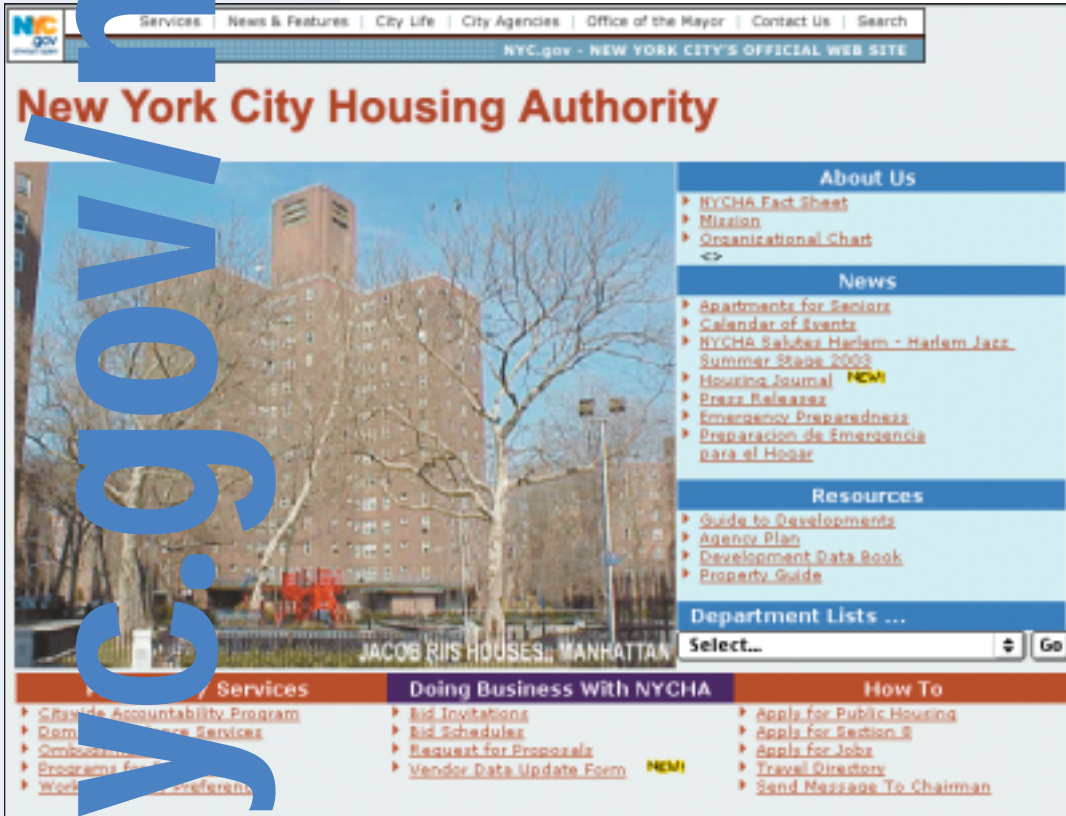 NYC
.gov
Services | News & Features | City Life | City Agencies | Office of the Mayor | Contact Us | Search
NYC.gov - NEW YORK CITY'S OFFICIAL WEB SITE
New York City Housing Authority
yc.gov/n
JACOB RIIS HOUSES, MANHATTAN
About Us
NYCHA Fact Sheet
Mission
Organizational Chart
<>
News
Apartments for Seniors
Calendar of Events
NYCHA Salutes Harlem - Harlem Jazz
Summer Stage 2003
Housing Journal NEW!
Press Releases
Emergency Preparedness
Preparacion de Emergencia
para el Hogar
Resources
Guide to Developments
Agency Plan
Development Data Book
Property Guide
Department Lists ...
Select... Go
Services
Citywide Accountability Program
Services
Programs
Doing Business With NYCHA
Bid Invitations
Bid Schedules
Request for Proposals
Vendor Data Update Form NEW!
How To
Apply for Public Housing
Apply for Section 8
Apply for Jobs
Travel Directory
Send Message To Chairman